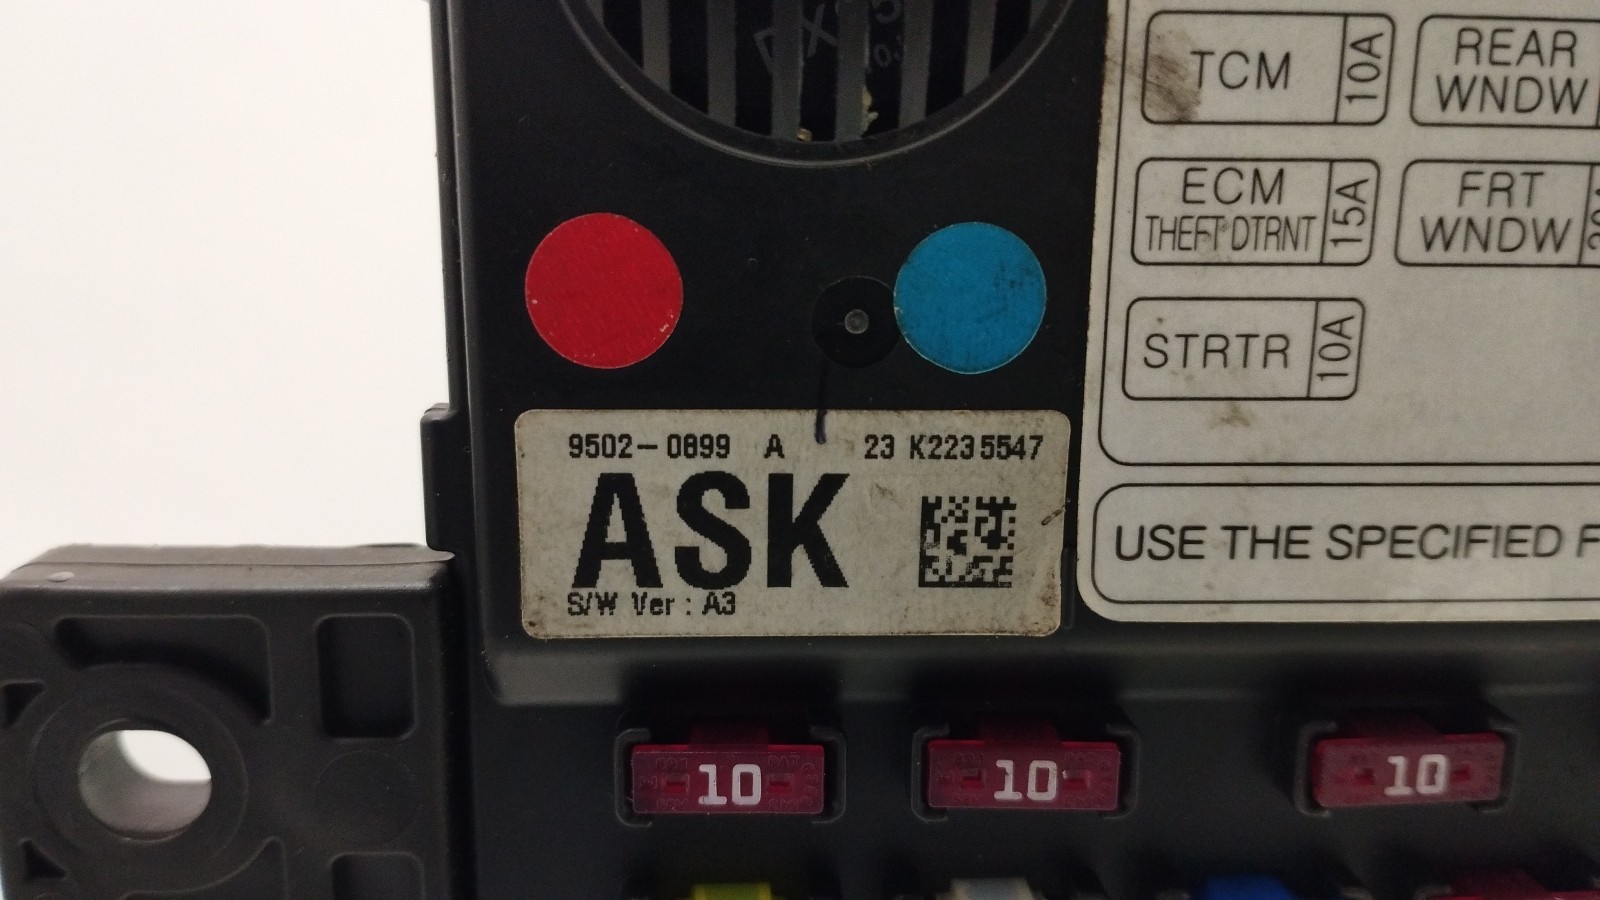 TCM 10A
REAR
WNDW
ECM
THEFT DTRNT 15A
FRT
WNDW
STRTR 10A
9502-0899 A 23 K2235547
ASK
S/W Ver : A3
USE THE SPECIFIED F
10
10
10